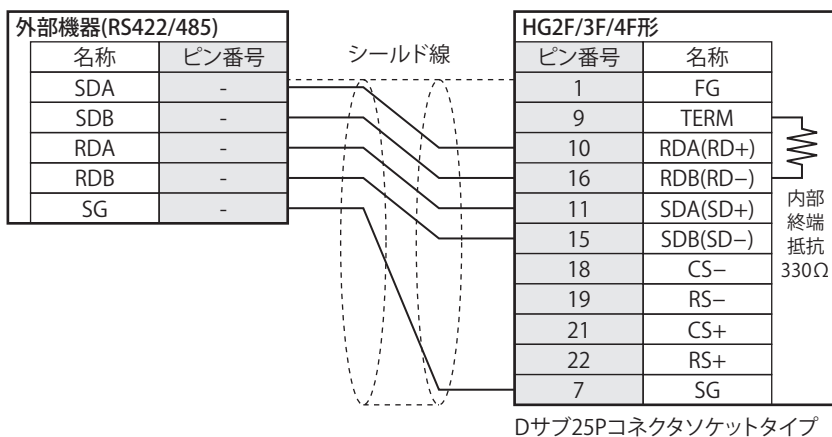 外部機器(RS422/485)
名称 ピン番号
SDA -
SDB -
RDA -
RDB -
SG -
シールド線
HG2F/3F/4F形
ピン番号 名称
1 FG
9 TERM
10 RDA(RD+)
16 RDB(RD−)
11 SDA(SD+)
15 SDB(SD−)
18 CS−
19 RS−
21 CS+
22 RS+
7 SG
内部
終端
抵抗
330Ω
Dサブ25Pコネクタソケットタイプ